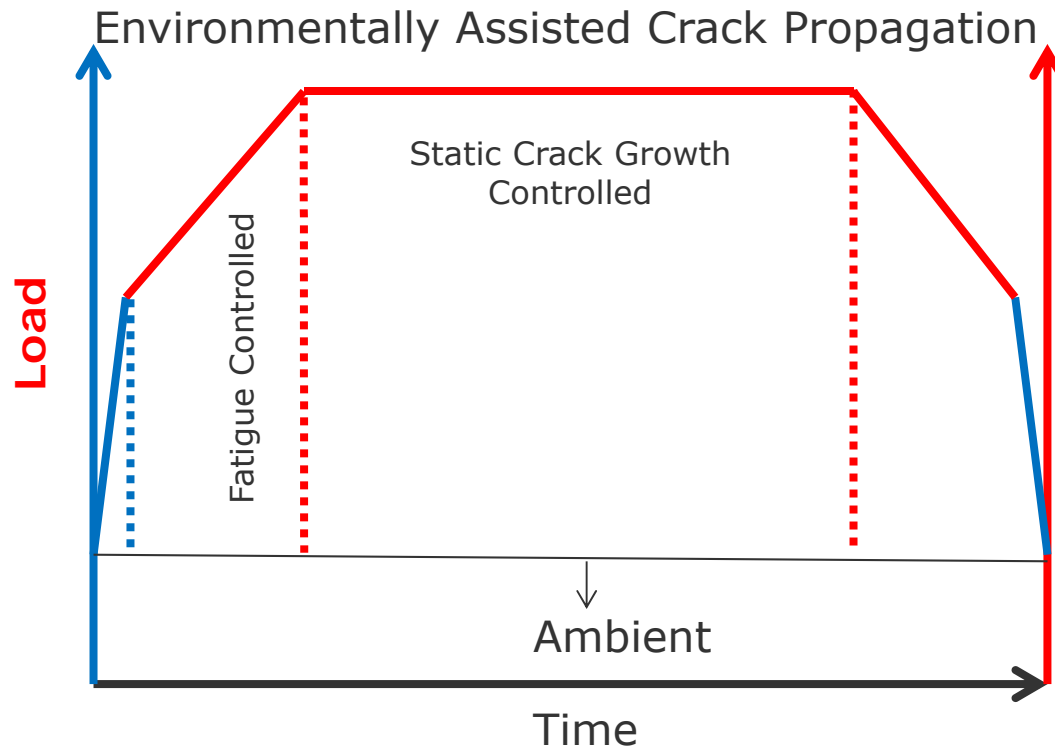 Environmentally Assisted Crack Propagation
Static Crack Growth
Controlled
Fatigue Controlled
Load
Ambient
Time